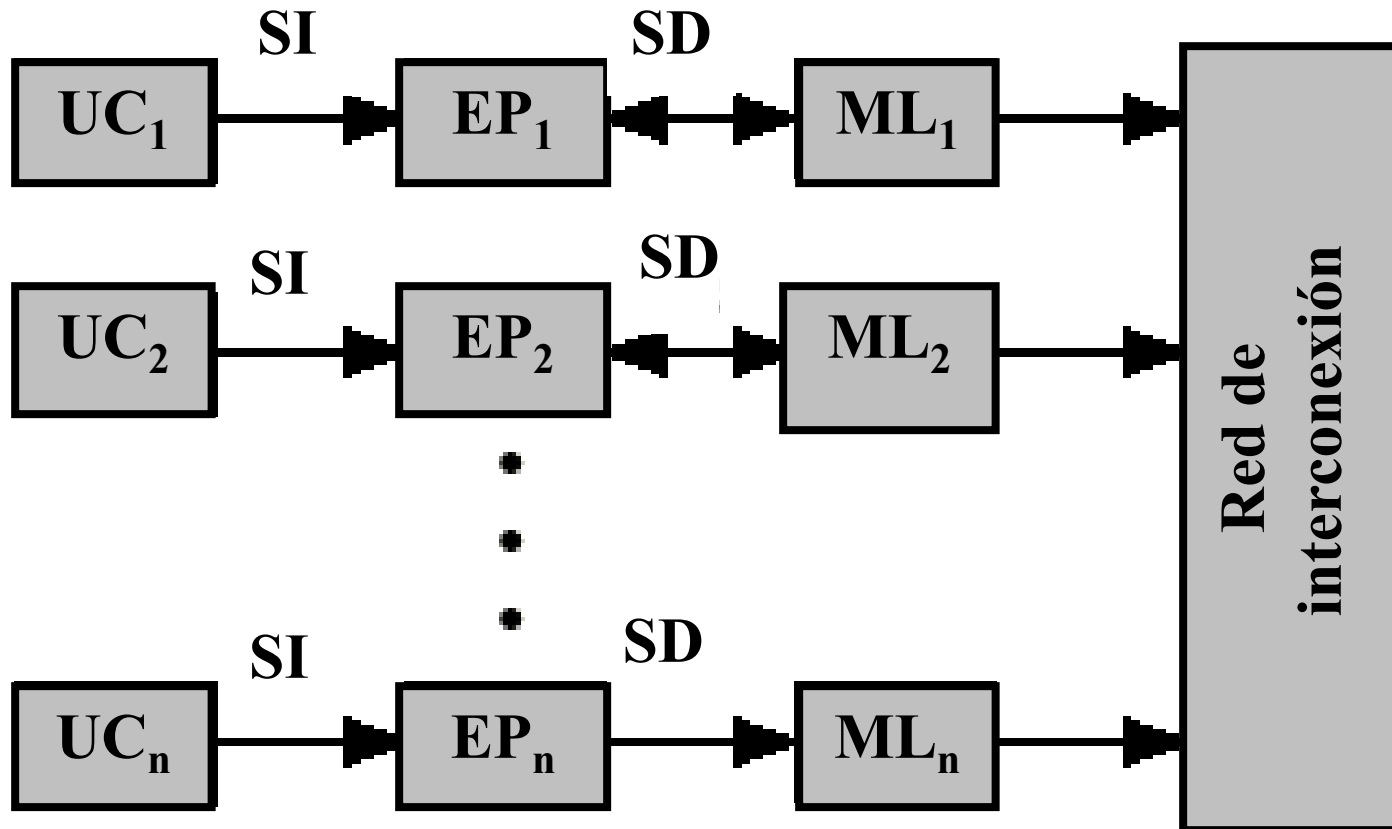 SI SD
UC1 EP1 ML1
SI SD
UC2 EP2 ML2
SI SD
UCn EPn MLn
Red de
interconexión